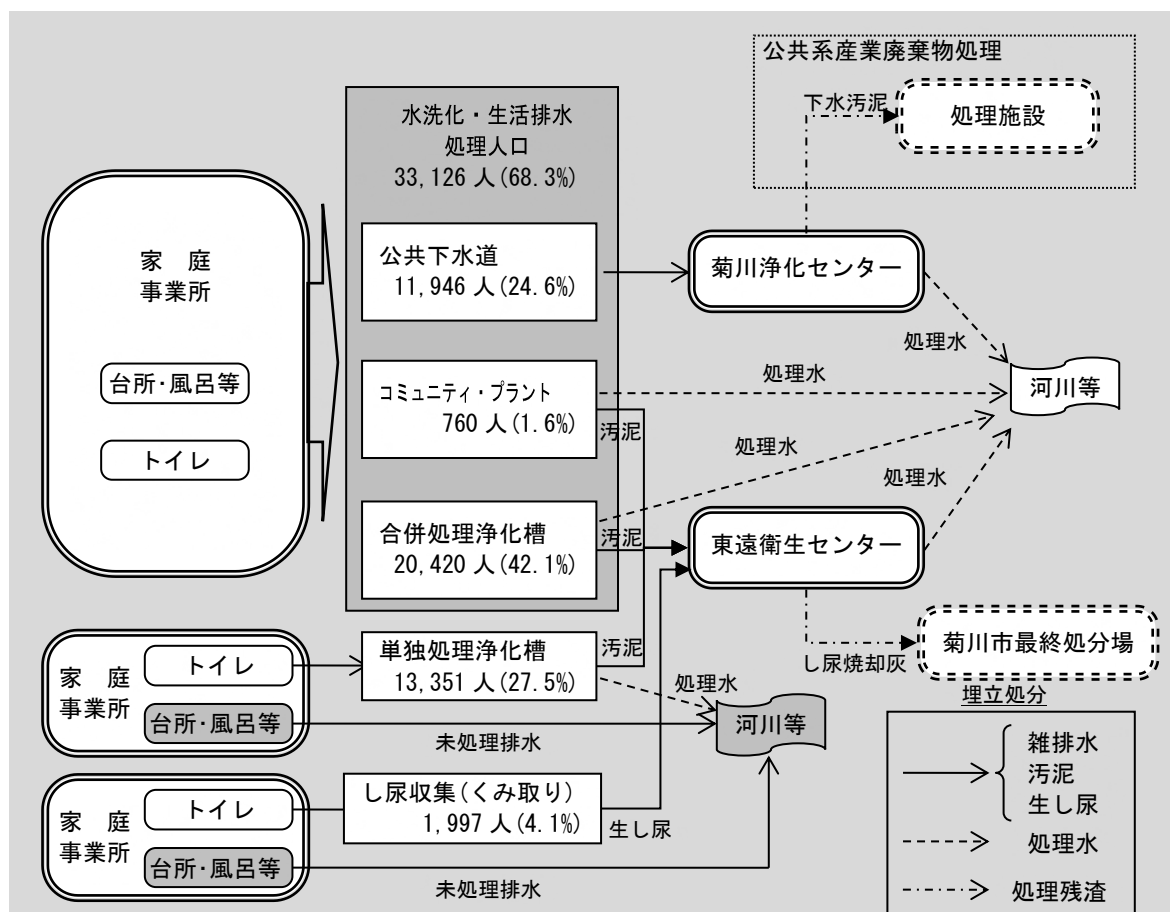 公共系産業廃棄物処理
下水汚泥
処理施設
水洗化・生活排水
処理人口
33,126 人(68.3%)
家　庭
事業所
台所・風呂等
トイレ
公共下水道
11,946 人(24.6%)
菊川浄化センター
処理水
コミュニティ・プラント
760 人(1.6%)
処理水
汚泥
河川等
処理水
処理水
合併処理浄化槽
20,420 人(42.1%)
汚泥
東遠衛生センター
家　庭
事業所
トイレ
台所・風呂等
単独処理浄化槽
13,351 人(27.5%)
汚泥
処理水
未処理排水
河川等
し尿焼却灰
菊川市最終処分場
埋立処分
家　庭
事業所
トイレ
台所・風呂等
し尿収集(くみ取り)
1,997 人(4.1%)
生し尿
未処理排水
雑排水
汚泥
生し尿
処理水
処理残渣